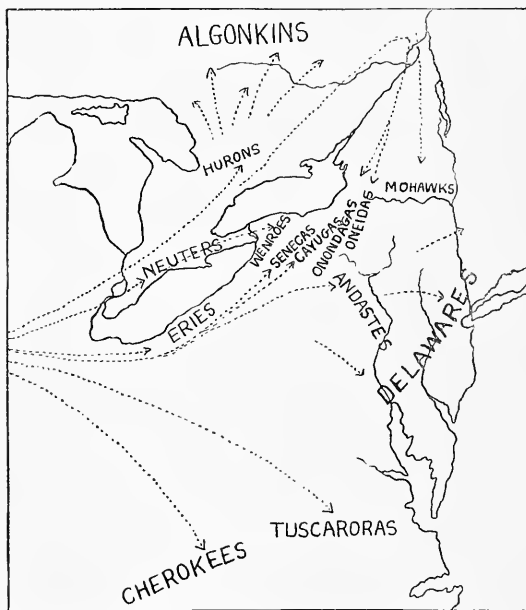 ALGONKINS
HURONS
MOHAWKS
WENROES
SENECAS
CAYUGAS
ONONDAGAS
ONEIDAS
NEUTERS
ERIES
ANDASTES
DELAWARES
TUSCARORAS
CHEROKEES